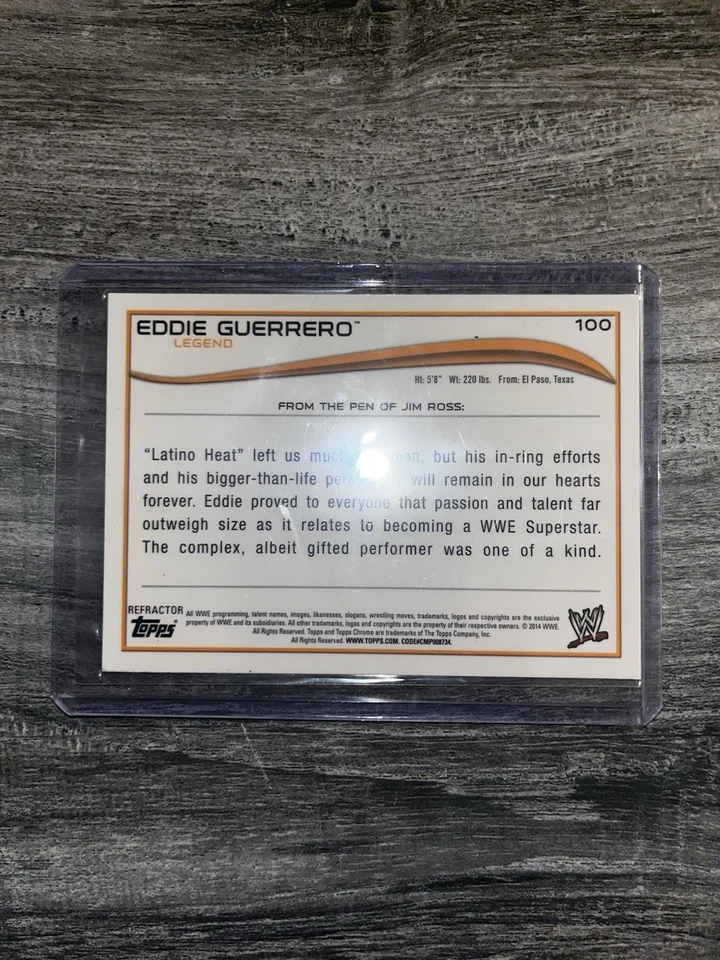 EDDIE GUERRERO™ 100
LEGEND
Ht: 5'8" Wt: 220 lbs. From: El Paso, Texas
FROM THE PEN OF JIM ROSS:
“Latino Heat” left us much, but his in-ring efforts
and his bigger-than-life will remain in our hearts
forever. Eddie proved to everyone that passion and talent far
outweigh size as it relates to becoming a WWE Superstar.
The complex, albeit gifted performer was one of a kind.
REFRACTOR
Topps
All WWE programming, talent names, images, likenesses, slogans, wrestling moves, trademarks, logos and copyrights are the exclusive
property of WWE and its subsidiaries. All other trademarks, logos and copyrights are the property of their respective owners. © 2014 WWE.
All Rights Reserved. Topps and Topps Chrome are trademarks of The Topps Company, Inc.
All Rights Reserved. WWW.TOPPS.COM. CODE#CMP008734.
W